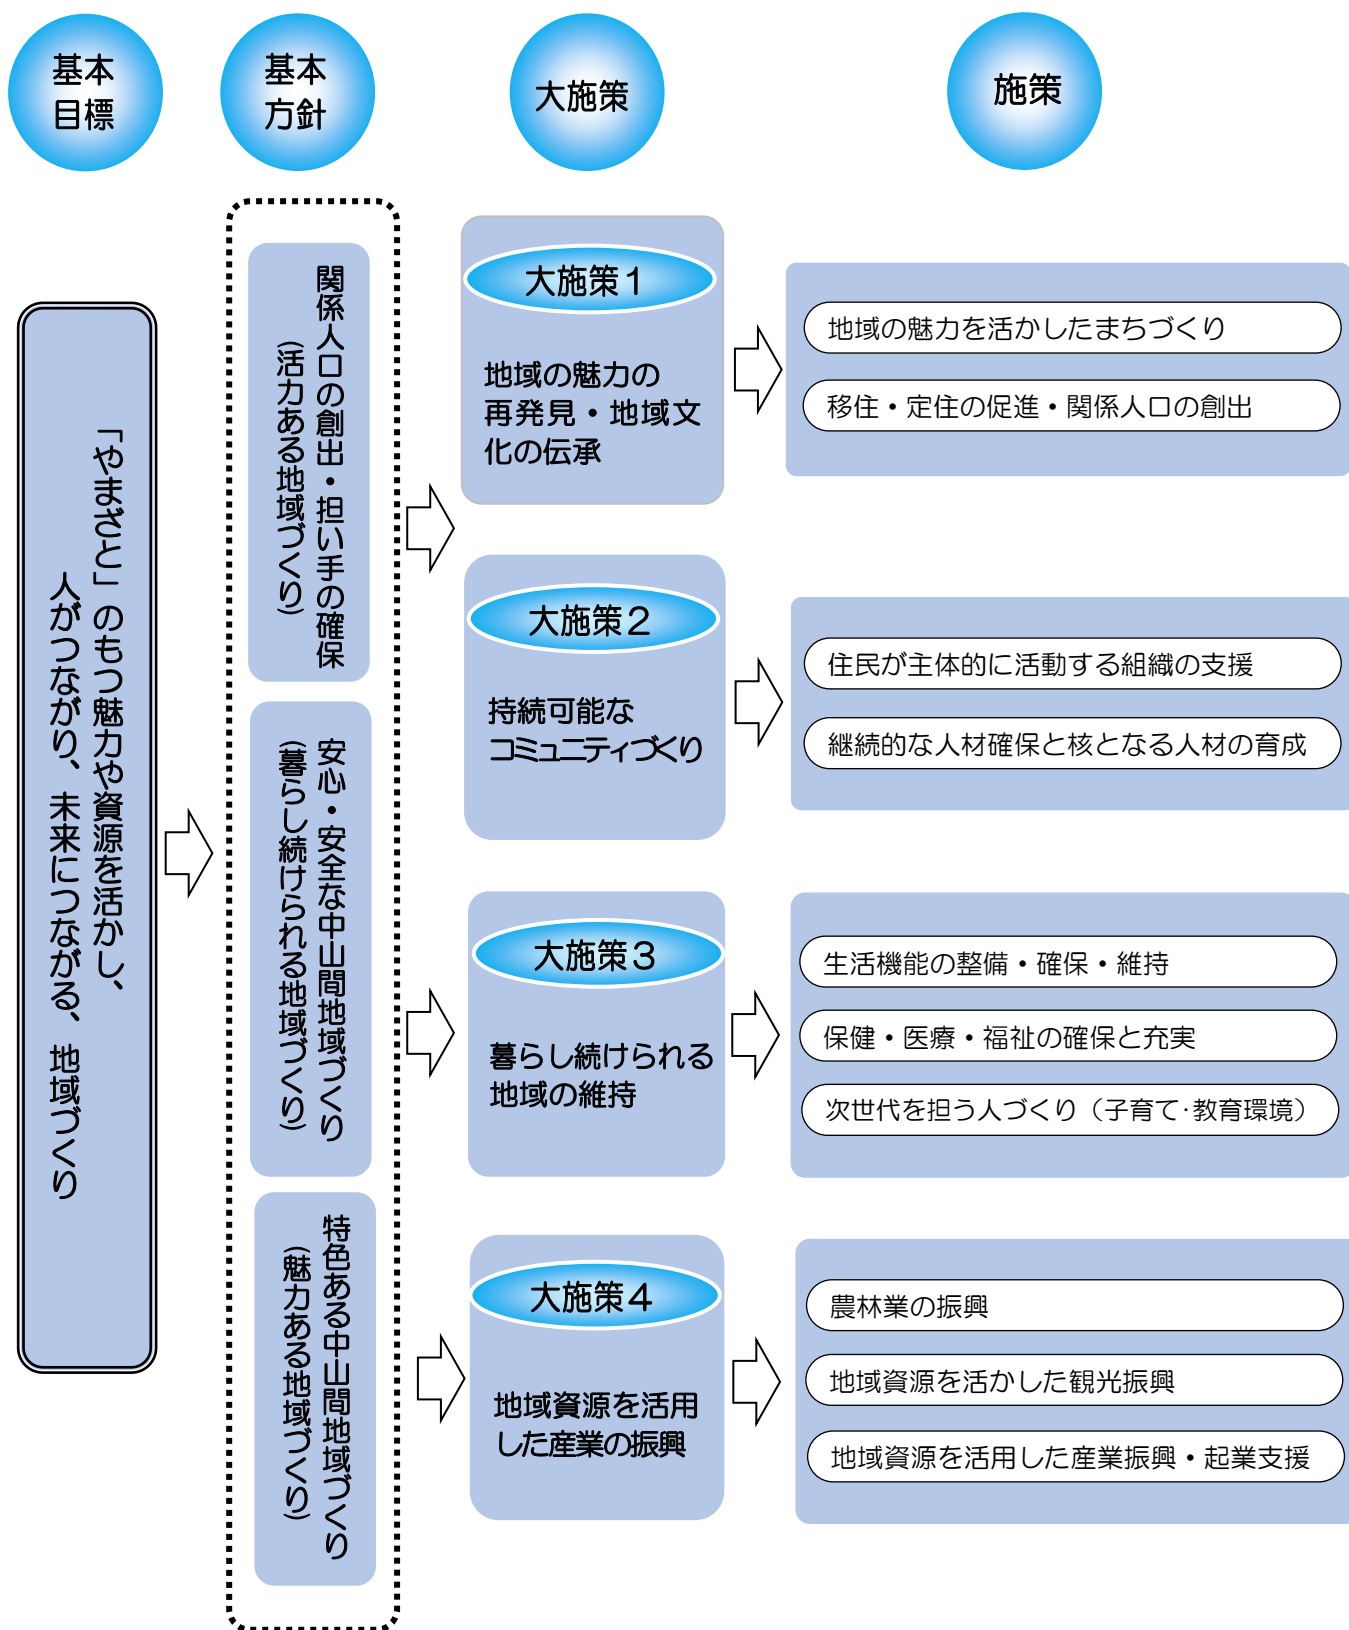 基本
目標
基本
方針
大施策
施策
「やまざと」のもつ魅力や資源を活かし、
人がつながり、未来につながる、地域づくり
関係人口の創出・担い手の確保
(活力ある地域づくり)
安心・安全な中山間地域づくり
(暮らし続けられる地域づくり)
特色ある中山間地域づくり
(魅力ある地域づくり)
大施策1
地域の魅力の
再発見・地域文
化の伝承
地域の魅力を活かしたまちづくり
移住・定住の促進・関係人口の創出
大施策2
持続可能な
コミュニティづくり
住民が主体的に活動する組織の支援
継続的な人材確保と核となる人材の育成
大施策3
暮らし続けられる
地域の維持
生活機能の整備・確保・維持
保健・医療・福祉の確保と充実
次世代を担う人づくり（子育て･教育環境）
大施策4
地域資源を活用
した産業の振興
農林業の振興
地域資源を活かした観光振興
地域資源を活用した産業振興・起業支援